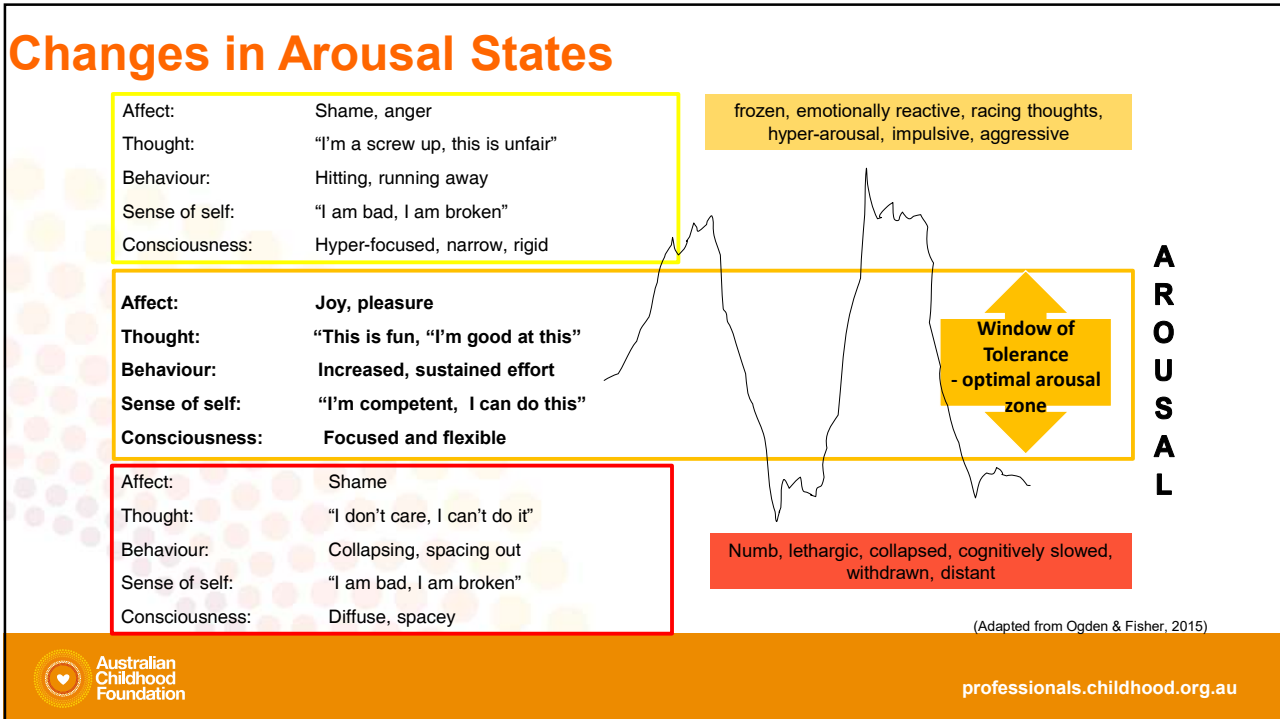 Changes in Arousal States
Affect: Shame, anger
Thought: “I’m a screw up, this is unfair”
Behaviour: Hitting, running away
Sense of self: “I am bad, I am broken”
Consciousness: Hyper-focused, narrow, rigid
frozen, emotionally reactive, racing thoughts,
hyper-arousal, impulsive, aggressive
Affect: Joy, pleasure
Thought: “This is fun, “I’m good at this”
Behaviour: Increased, sustained effort
Sense of self: “I’m competent, I can do this”
Consciousness: Focused and flexible
Window of
Tolerance
- optimal arousal
zone
A
R
O
U
S
A
L
Affect: Shame
Thought: “I don’t care, I can’t do it”
Behaviour: Collapsing, spacing out
Sense of self: “I am bad, I am broken”
Consciousness: Diffuse, spacey
Numb, lethargic, collapsed, cognitively slowed,
withdrawn, distant
(Adapted from Ogden & Fisher, 2015)
Australian
Childhood
Foundation
professionals.childhood.org.au